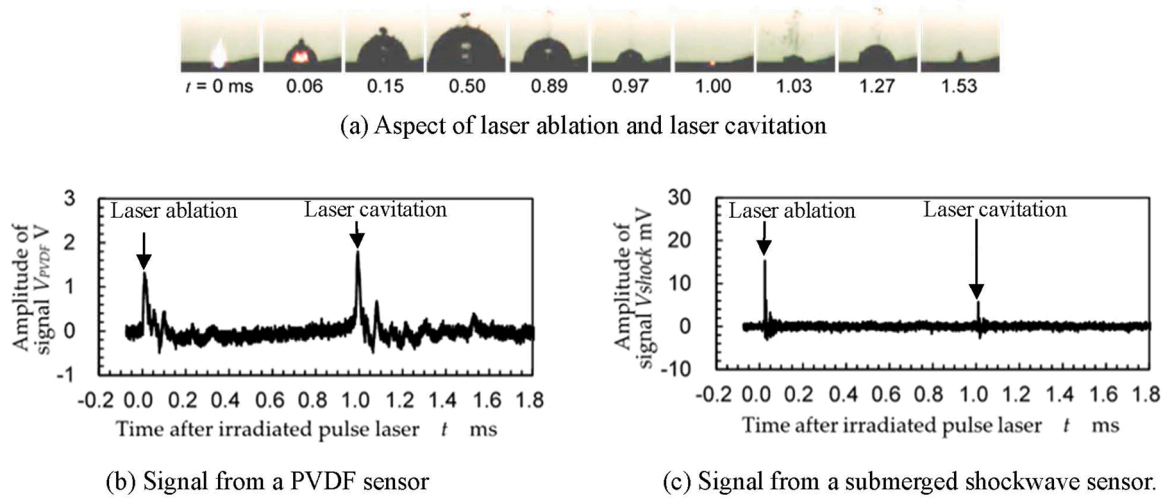 t = 0 ms 0.06 0.15 0.50 0.89 0.97 1.00 1.03 1.27 1.53
(a) Aspect of laser ablation and laser cavitation
3
2
1
0
-1
Amplitude of
signal VPVDF V
Laser ablation
Laser cavitation
-0.2 0.0 0.2 0.4 0.6 0.8 1.0 1.2 1.4 1.6 1.8
Time after irradiated pulse laser t ms
(b) Signal from a PVDF sensor
30
20
10
0
-10
Amplitude of
signal Vshock mV
Laser ablation
Laser cavitation
-0.2 0.0 0.2 0.4 0.6 0.8 1.0 1.2 1.4 1.6 1.8
Time after irradiated pulse laser t ms
(c) Signal from a submerged shockwave sensor.